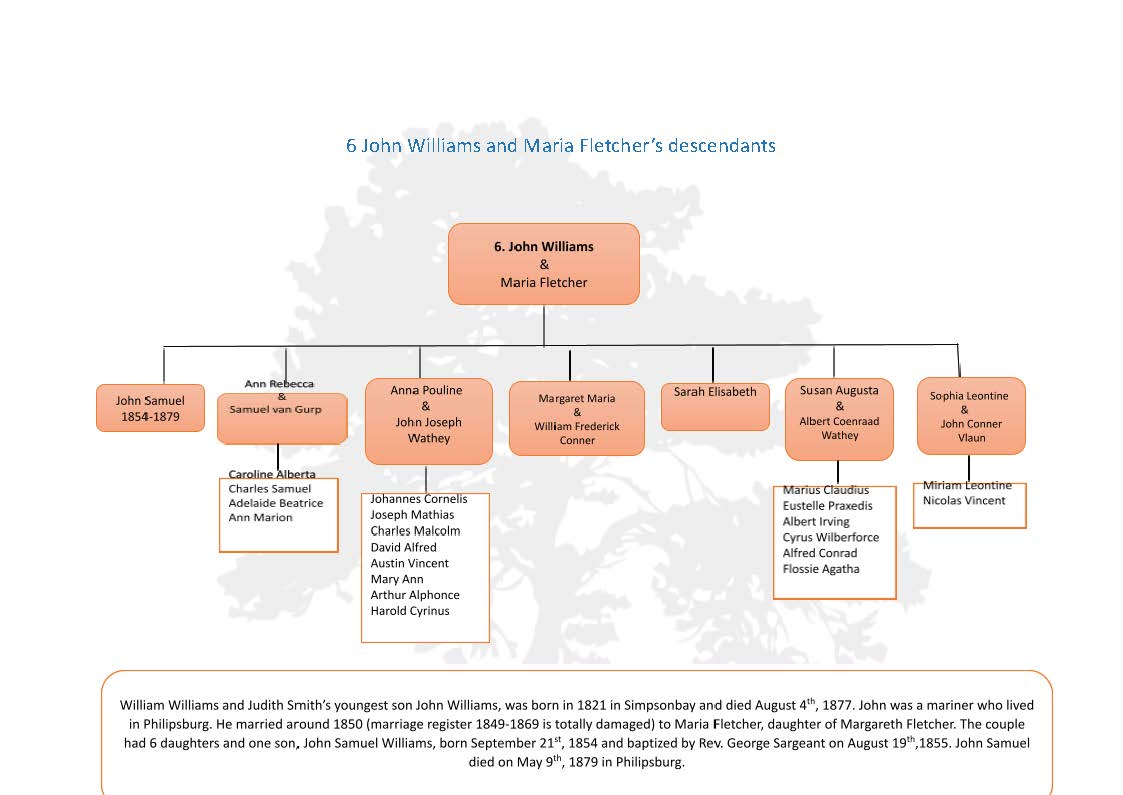 6 John Williams and Maria Fletcher's descendants
6. John Williams
&
Maria Fletcher
John Samuel
1854-1879
Ann Rebecca
&
Samuel van Gurp
Anna Pouline
&
John Joseph
Wathey
Margaret Maria
&
William Frederick
Conner
Sarah Elisabeth
Susan Augusta
&
Albert Coenraad
Wathey
Sophia Leontine
&
John Conner
Vlaun
Caroline Alberta
Charles Samuel
Adelaide Beatrice
Ann Marion
Johannes Cornelis
Joseph Mathias
Charles Malcolm
David Alfred
Austin Vincent
Mary Ann
Arthur Alphonce
Harold Cyrinus
Marius Claudius
Eustelle Praxedis
Albert Irving
Cyrus Wilberforce
Alfred Conrad
Flossie Agatha
Miriam Leontine
Nicolas Vincent
William Williams and Judith Smith's youngest son John Williams, was born in 1821 in Simpsonbay and died August 4th, 1877. John was a mariner who lived
in Philipsburg. He married around 1850 (marriage register 1849-1869 is totally damaged) to Maria Fletcher, daughter of Margareth Fletcher. The couple
had 6 daughters and one son, John Samuel Williams, born September 21st, 1854 and baptized by Rev. George Sargeant on August 19th,1855. John Samuel
died on May 9th, 1879 in Philipsburg.